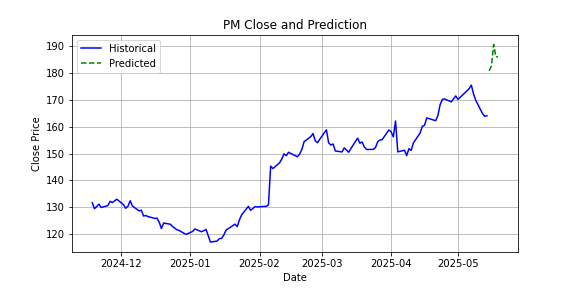 PM Close and Prediction
Historical
Predicted
190
180
170
160
150
140
130
120
Close Price
2024-12
2025-01
2025-02
2025-03
2025-04
2025-05
Date